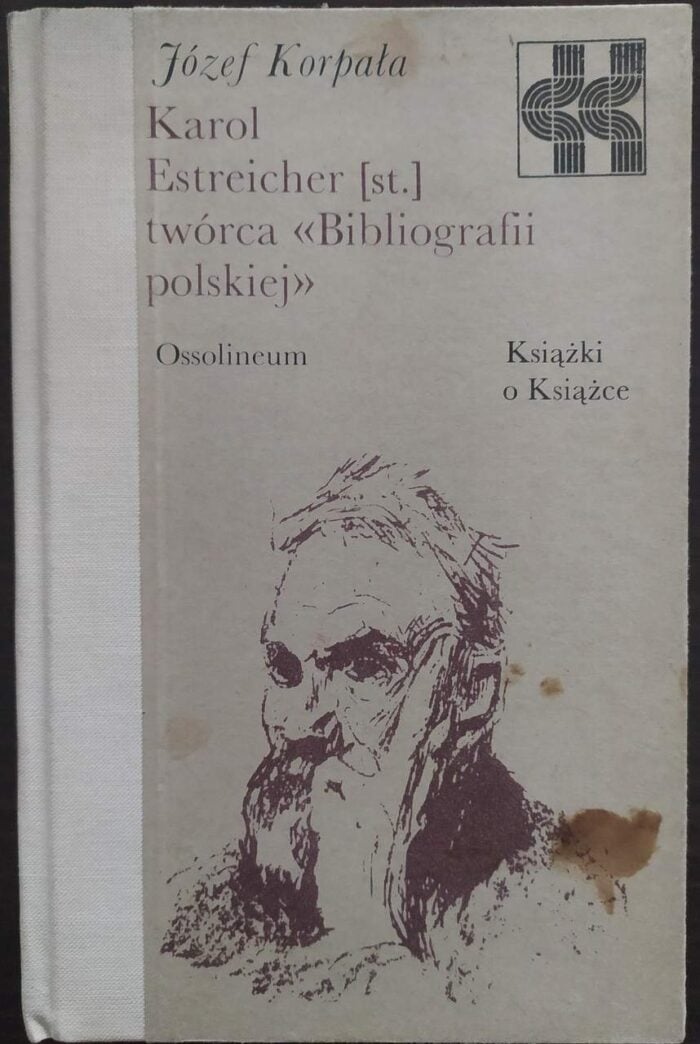 Józef Korpała
Karol
Estreicher [st.]
twórca «Bibliografii
polskiej»
Ossolineum
Książki
o Książce